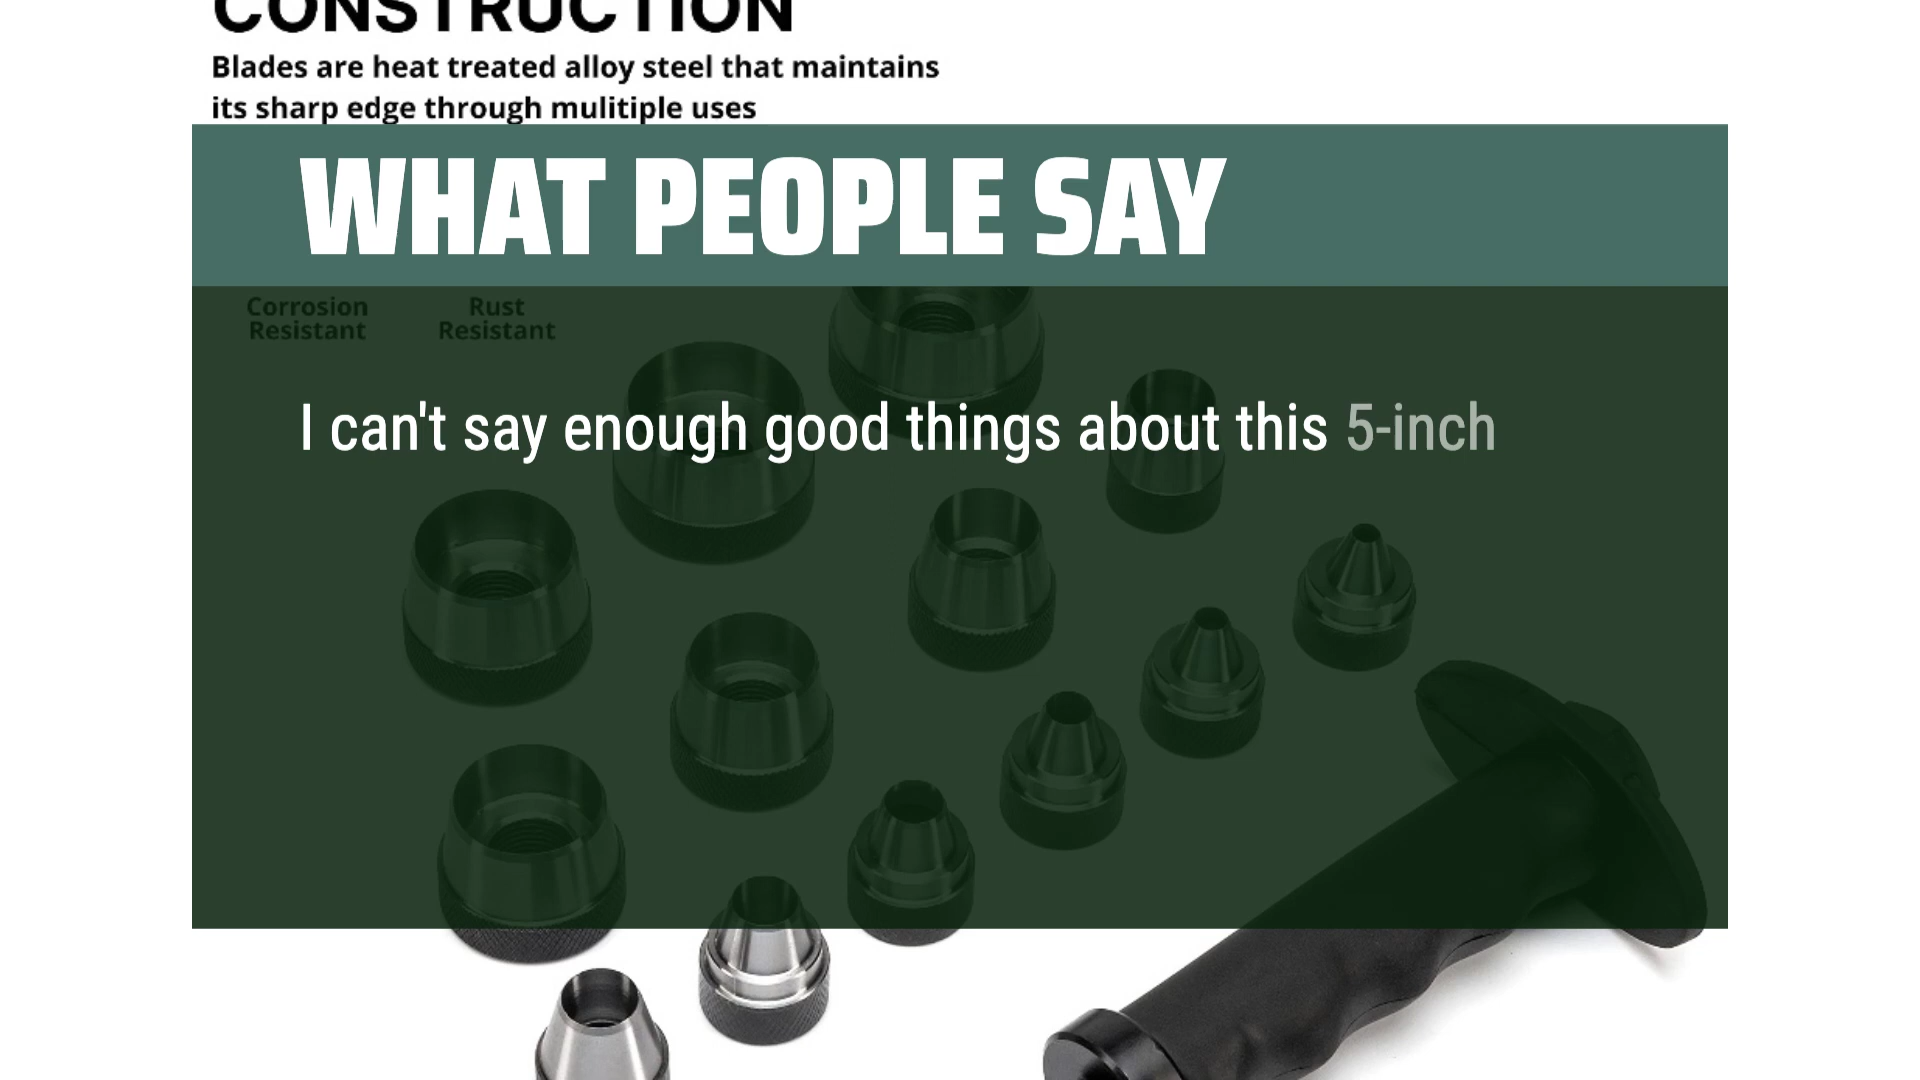 CONSTRUCTION
Blades are heat treated alloy steel that maintains
its sharp edge through mulitiple uses
WHAT PEOPLE SAY
Corrosion Resistant
Rust Resistant
I can't say enough good things about this 5-inch